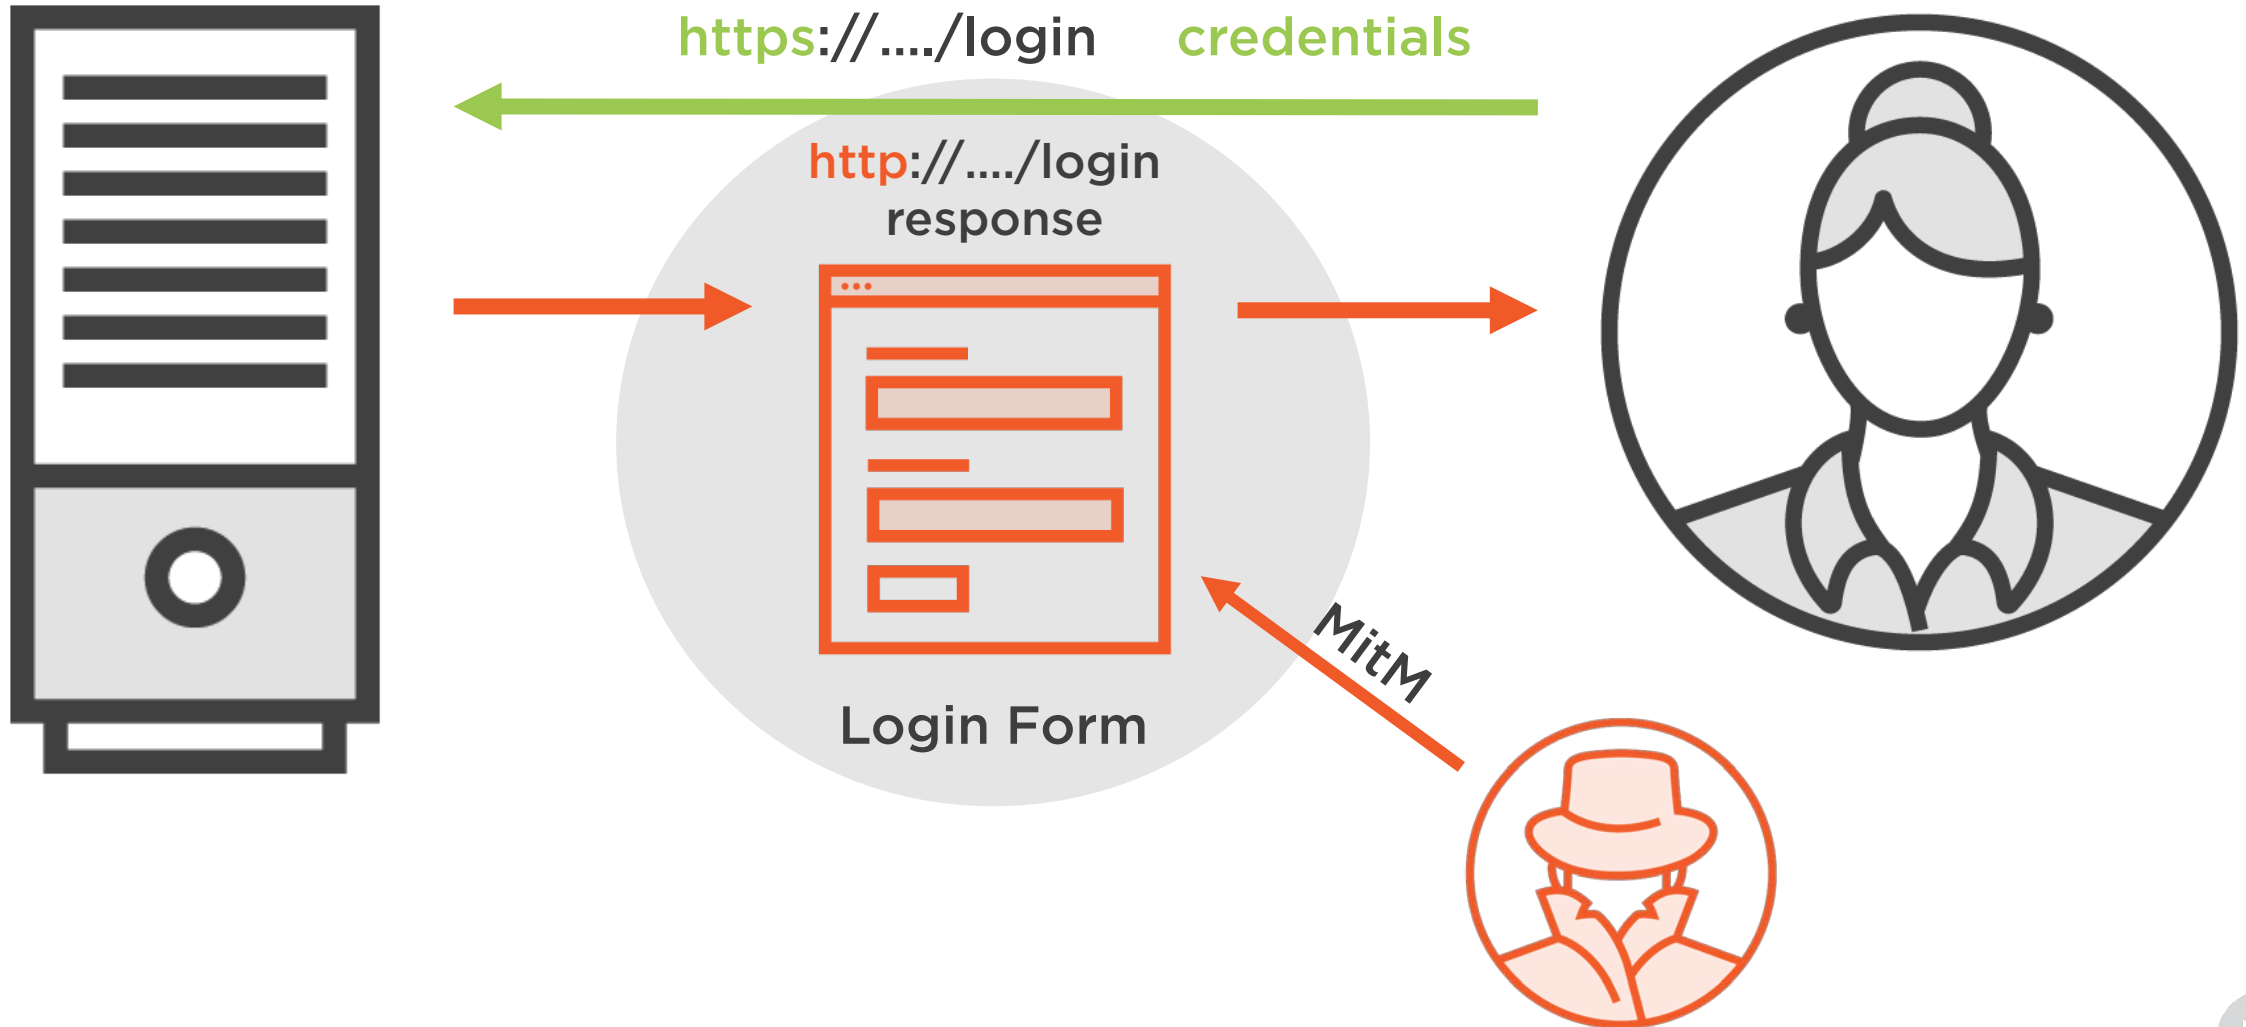 https://..../login credentials
http://..../login
response
MitM
Login Form